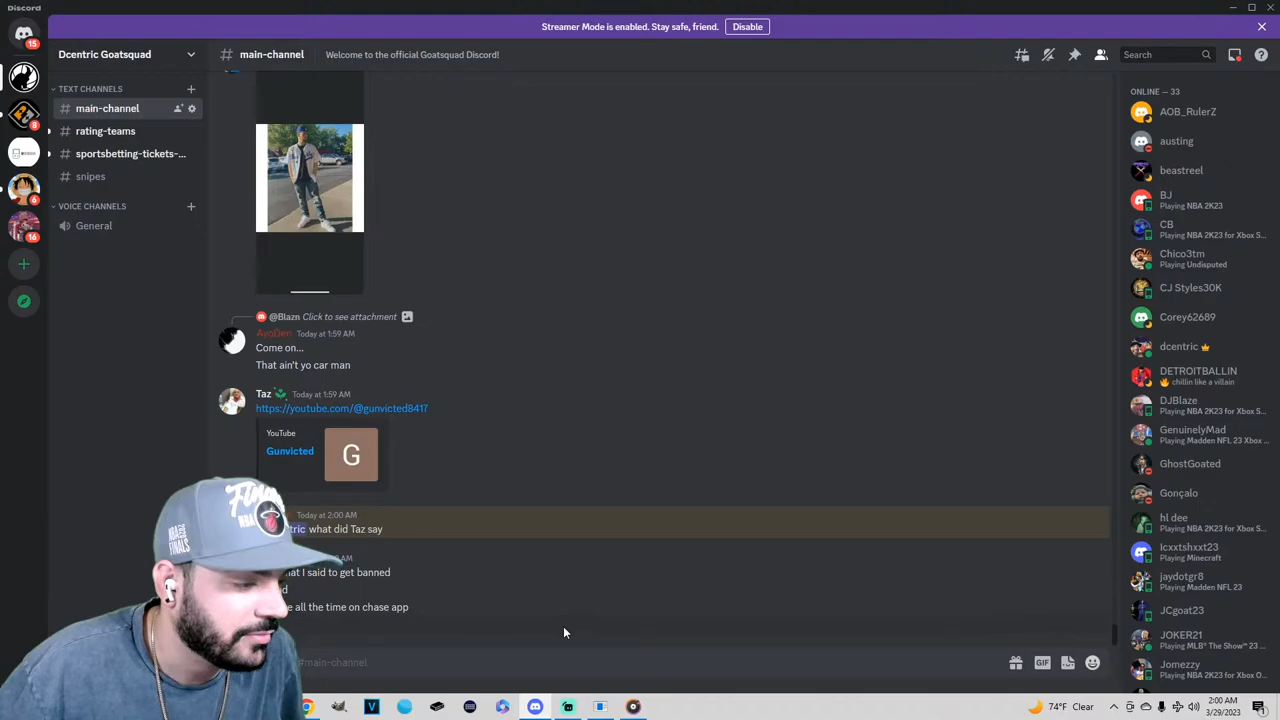 Discord
Streamer Mode is enabled. Stay safe, friend.
Disable
15
Dcentric Goatsquad
# main-channel
Welcome to the official Goatsquad Discord!
Search
TEXT CHANNELS
# main-channel
# rating-teams
# sportsbetting-tickets-...
# snipes
VOICE CHANNELS
General
8
6
16
@Blazn Click to see attachment
AyoDen Today at 1:59 AM
Come on...
That ain't yo car man
Taz Today at 1:59 AM
https://youtube.com/@gunvicted8417
YouTube
Gunvicted
G
Today at 2:00 AM
what did Taz say
I said to get banned
all the time on chase app
#main-channel
GIF
ONLINE — 33
AOB_RulerZ
austing
beastreel
BJ
Playing NBA 2K23
CB
Playing NBA 2K23 for Xbox S...
Chico3tm
Playing Undisputed
CJ Styles30K
Corey62689
dcentric
DETROITBALLIN
chillin like a villain
DJBlaze
Playing NBA 2K23 for Xbox S...
GenuinelyMad
Playing Madden NFL 23 Xbox ...
GhostGoated
Gonçalo
hl dee
Playing NBA 2K23 for Xbox S...
Icxxtshxxt23
Playing Minecraft
jaydotgr8
Playing Madden NFL 23
JCgoat23
JOKER21
Playing MLB® The Show™ 23 ...
Jomezzy
Playing NBA 2K23 for Xbox O...
NBA
FINALS
74°F Clear
2:00 AM
3/29/2023